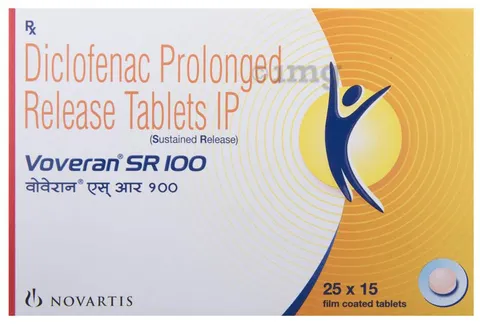 Rx
Diclofenac Prolonged
Release Tablets IP
(Sustained Release)
Voveran® SR 100
वोवेरान® एस् आर १००
25 x 15
film coated tablets
NOVARTIS